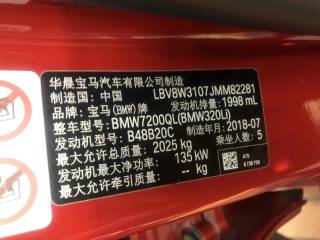 华晨宝马汽车有限公司制造
制造国: 中国 LBV8W3107JMM82281
品牌: 宝马(BMW)牌 发动机排量: 1998 mL
整车型号: BMW7200QL(BMW320Li)
发动机型号: B48B20C 制造年月: 2018-07
最大允许总质量: 2025 kg 乘坐人数: 5
发动机最大净功率: 135 kW
最大允许牵引质量: - kg